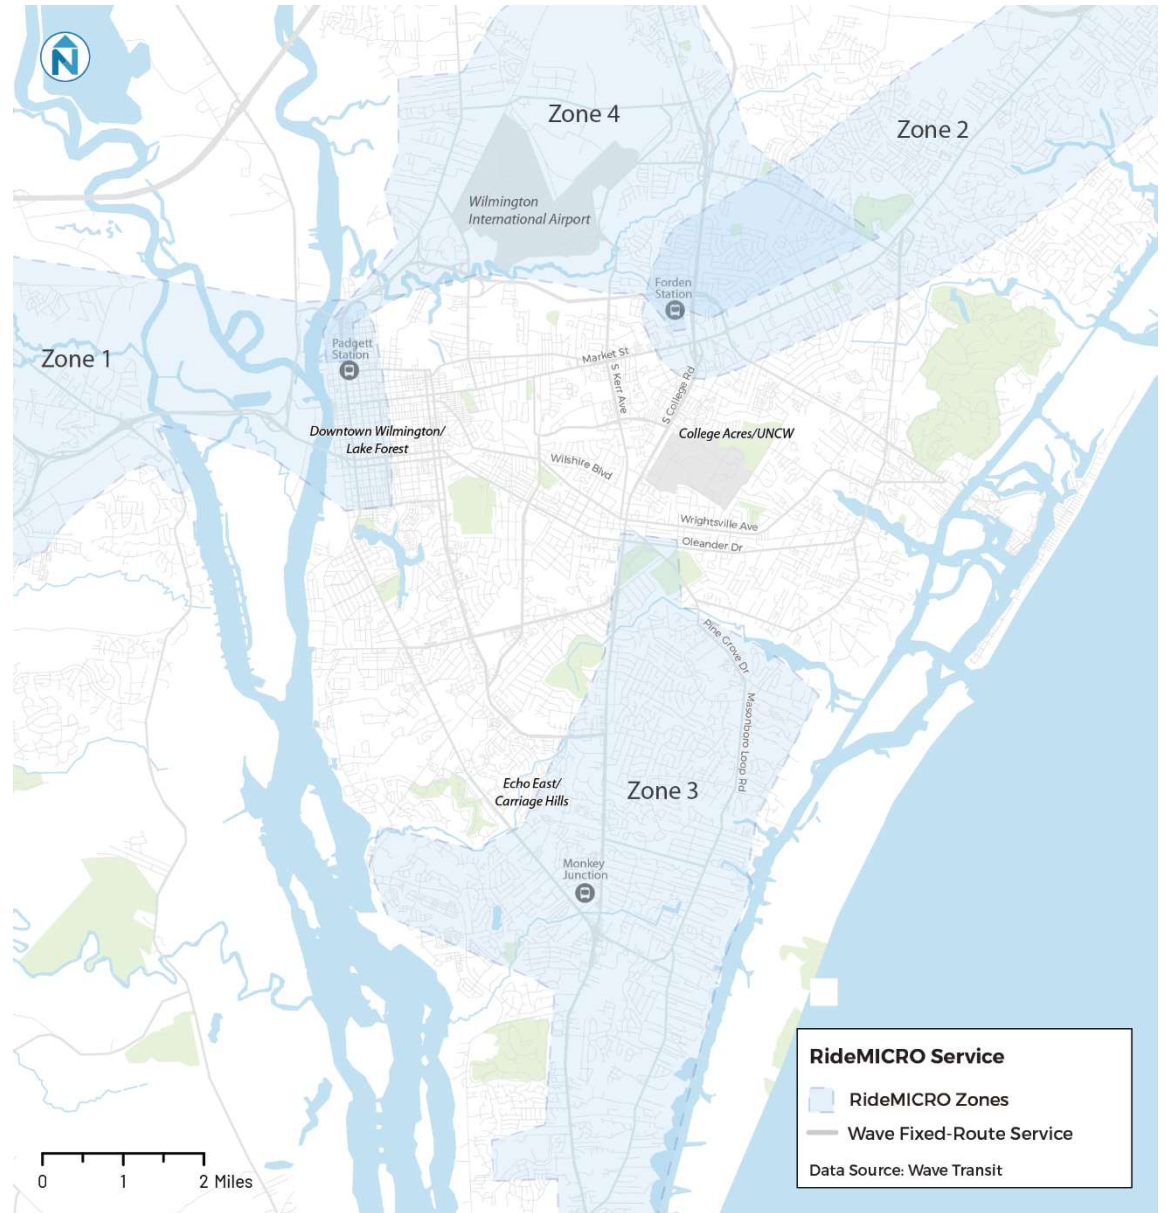 N
Zone 4
Zone 2
Wilmington
International Airport
Forden
Station
Zone 1
Padgett
Station
Market St
S Kerr Ave
S College Rd
Downtown Wilmington/
Lake Forest
College Acres/UNCW
Wilshire Blvd
Wrightsville Ave
Oleander Dr
Pine Grove Dr
Masonboro Loop Rd
Echo East/
Carriage Hills
Zone 3
Monkey
Junction
RideMICRO Service
RideMICRO Zones
Wave Fixed-Route Service
Data Source: Wave Transit
0 1 2 Miles